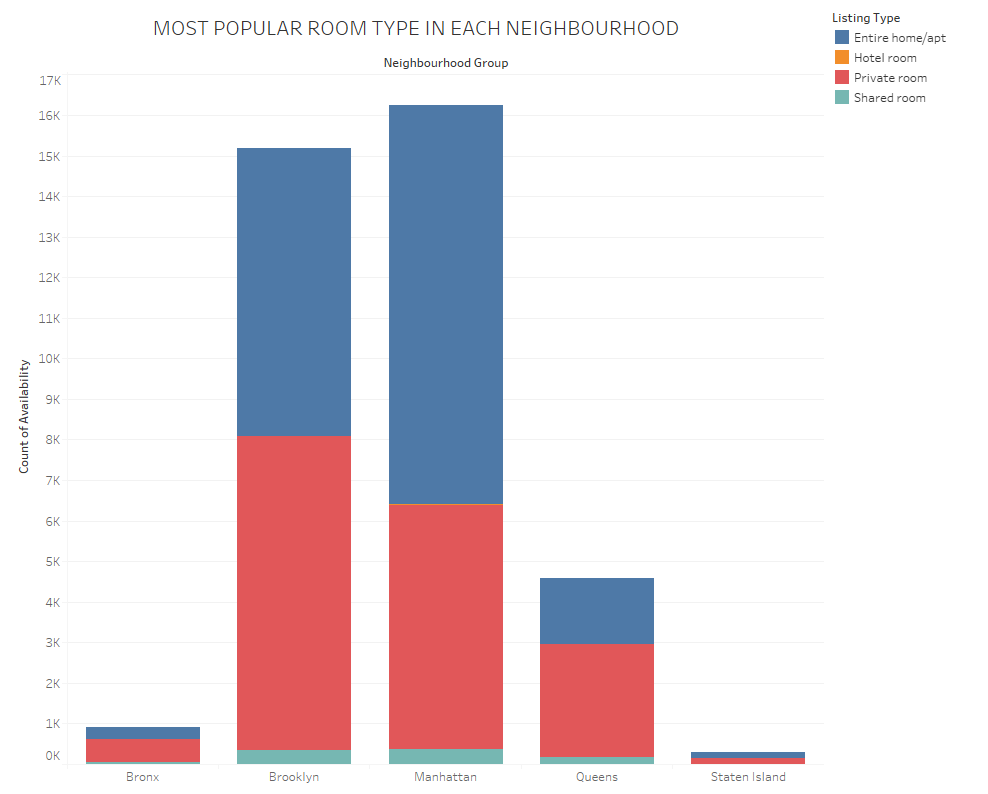 MOST POPULAR ROOM TYPE IN EACH NEIGHBOURHOOD
Neighbourhood Group
Listing Type
Entire home/apt
Hotel room
Private room
Shared room
Count of Availability
17K
16K
15K
14K
13K
12K
11K
10K
9K
8K
7K
6K
5K
4K
3K
2K
1K
0K
Bronx Brooklyn Manhattan Queens Staten Island